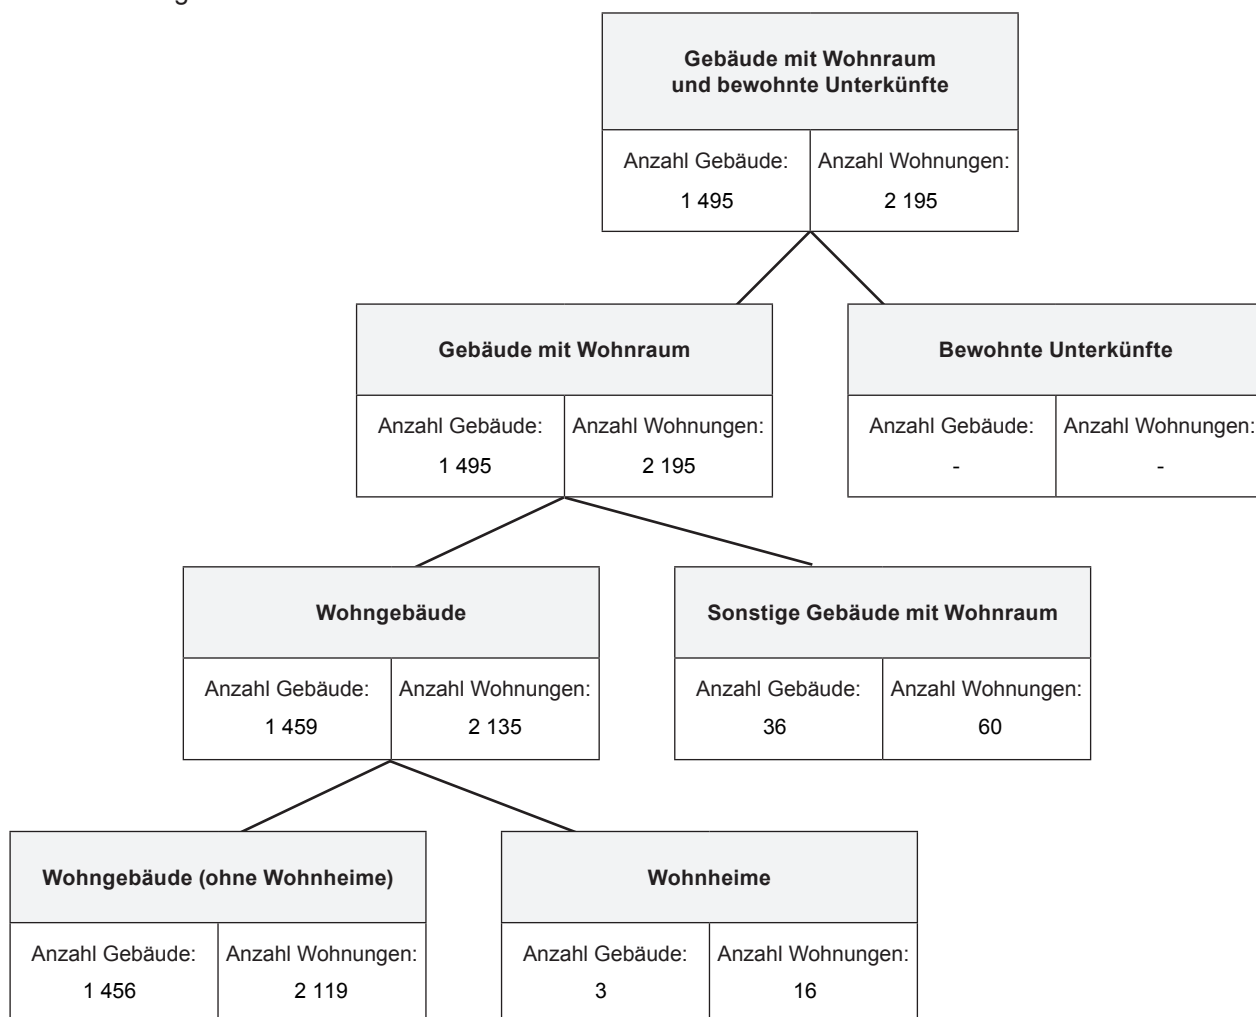 Gebäude mit Wohnraum
und bewohnte Unterkünfte
Anzahl Gebäude: Anzahl Wohnungen:
1 495 2 195
Gebäude mit Wohnraum
Anzahl Gebäude: Anzahl Wohnungen:
1 495 2 195
Bewohnte Unterkünfte
Anzahl Gebäude: Anzahl Wohnungen:
- -
Wohngebäude
Anzahl Gebäude: Anzahl Wohnungen:
1 459 2 135
Sonstige Gebäude mit Wohnraum
Anzahl Gebäude: Anzahl Wohnungen:
36 60
Wohngebäude (ohne Wohnheime)
Anzahl Gebäude: Anzahl Wohnungen:
1 456 2 119
Wohnheime
Anzahl Gebäude: Anzahl Wohnungen:
3 16